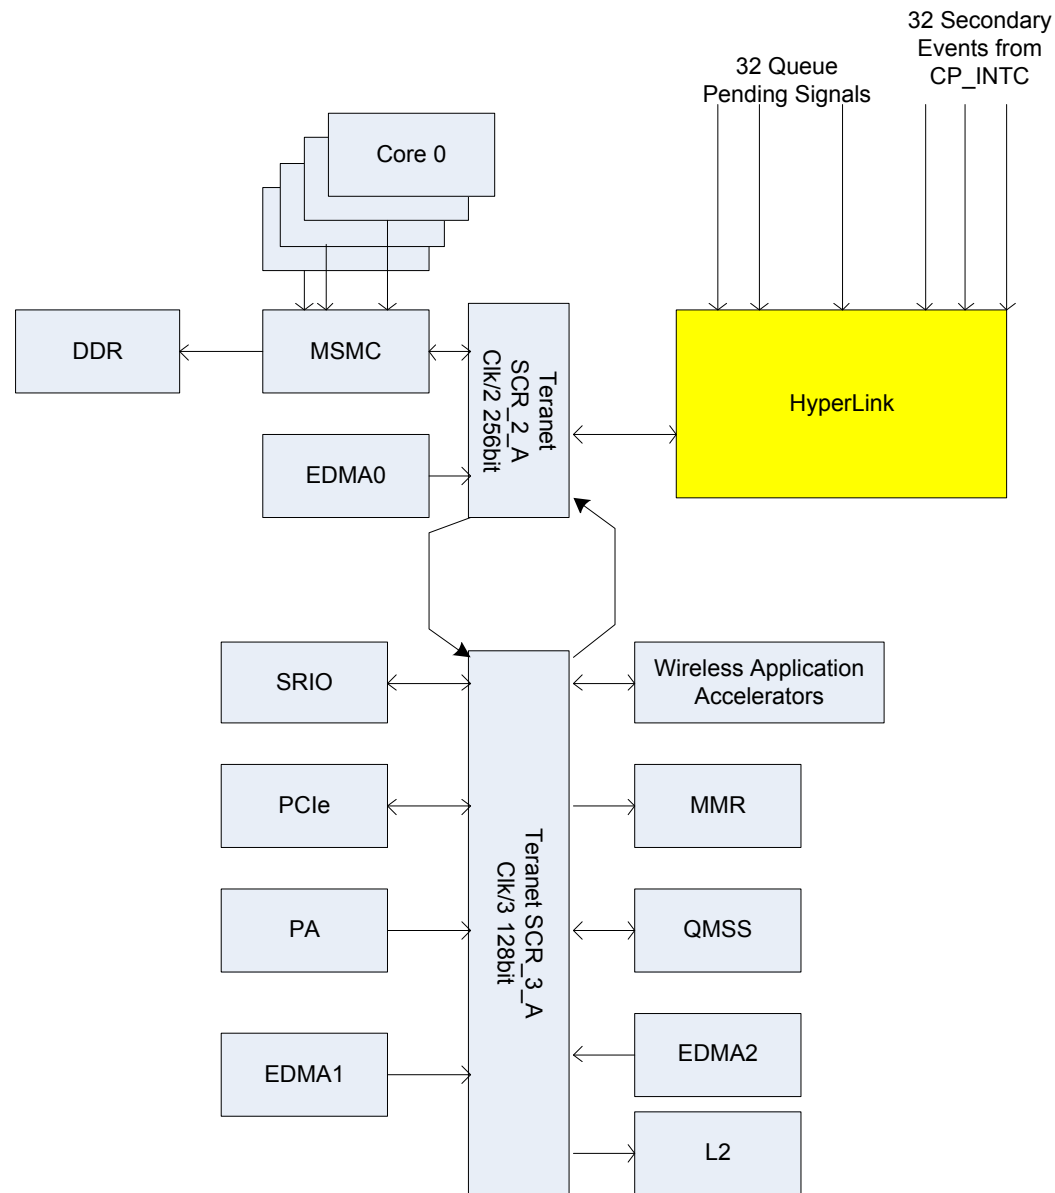 32 Secondary
Events from
CP_INTC
32 Queue
Pending Signals
Core 0
DDR
MSMC
Teranet
SCR_2_A
Clk/2 256bit
HyperLink
EDMA0
SRIO
Wireless Application
Accelerators
PCIe
MMR
Teranet SCR_3_A
Clk/3 128bit
PA
QMSS
EDMA1
EDMA2
L2